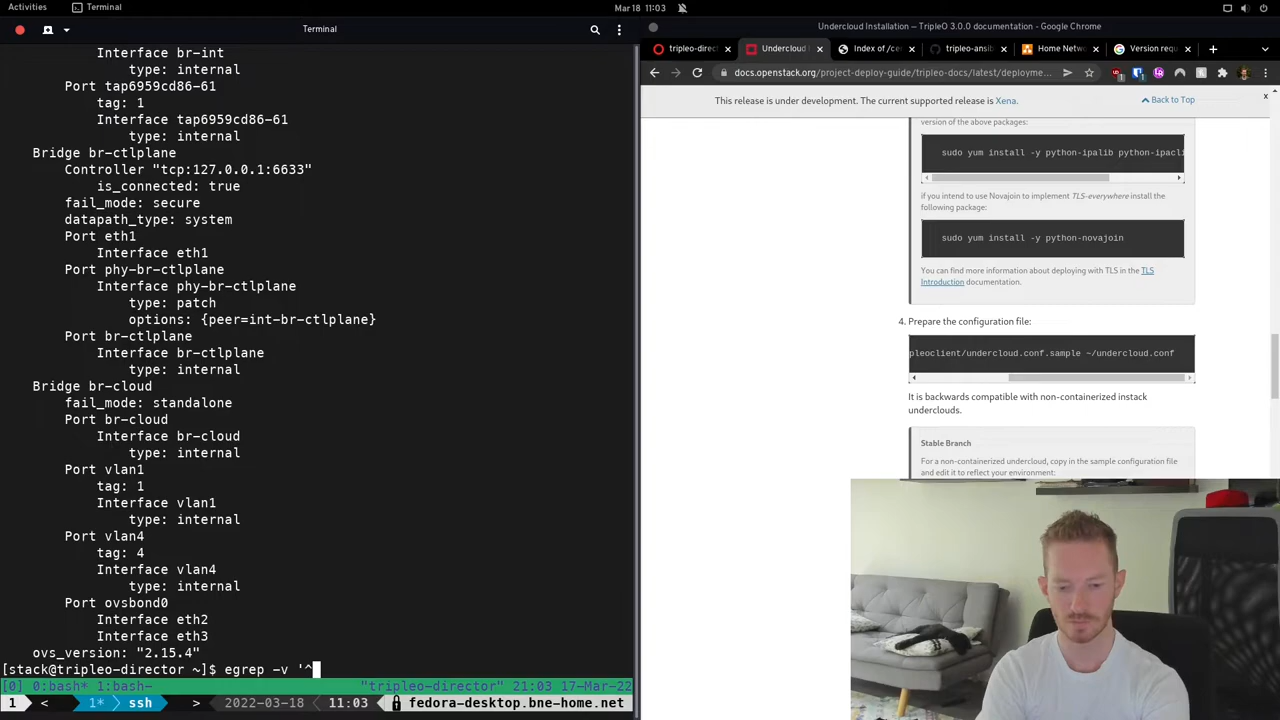 Activities
Terminal
Mar 18 11:03
Terminal
Interface br-int
type: internal
Port tap6959cd86-61
tag: 1
Interface tap6959cd86-61
type: internal
Bridge br-ctlplane
Controller "tcp:127.0.0.1:6633"
is_connected: true
fail_mode: secure
datapath_type: system
Port eth1
Interface eth1
Port phy-br-ctlplane
Interface phy-br-ctlplane
type: patch
options: {peer=int-br-ctlplane}
Port br-ctlplane
Interface br-ctlplane
type: internal
Bridge br-cloud
fail_mode: standalone
Port br-cloud
Interface br-cloud
type: internal
Port vlan1
tag: 1
Interface vlan1
type: internal
Port vlan4
tag: 4
Interface vlan4
type: internal
Port ovsbond0
Interface eth2
Interface eth3
ovs_version: "2.15.4"
[stack@tripleo-director ~]$ egrep -v '^
[0] 0:bash* 1:bash- "tripleo-director" 21:03 17-Mar-22
1 < 1* > ssh > 2022-03-18 < 11:03 fedora-desktop.bne-home.net
Undercloud Installation — TripleO 3.0.0 documentation - Google Chrome
tripleo-direc
Undercloud
Index of /cen
tripleo-ansib
Home Netwo
Version requ
docs.openstack.org/project-deploy-guide/tripleo-docs/latest/deployme...
This release is under development. The current supported release is Xena.
Back to Top
version of the above packages:
sudo yum install -y python-ipalib python-ipacli
if you intend to use Novajoin to implement TLS-everywhere install the
following package:
sudo yum install -y python-novajoin
You can find more information about deploying with TLS in the TLS
Introduction documentation.
4. Prepare the configuration file:
pleoclient/undercloud.conf.sample ~/undercloud.conf
It is backwards compatible with non-containerized instack
underclouds.
Stable Branch
For a non-containerized undercloud, copy in the sample configuration file
and edit it to reflect your environment: